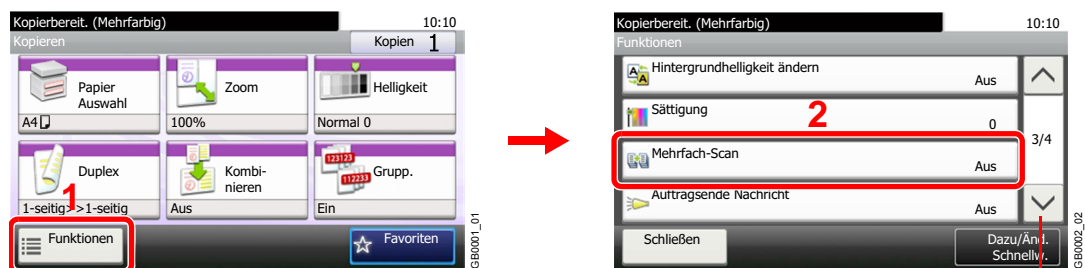 Kopierbereit. (Mehrfarbig)
10:10
Kopieren
Kopien 1
Papier
Auswahl
A4
Zoom
100%
Helligkeit
Normal 0
Duplex
1-seitig>>1-seitig
Kombi-
nieren
Aus
123123
112233
Grupp.
Ein
1
Funktionen
Favoriten
GB0001_01
Kopierbereit. (Mehrfarbig)
10:10
Funktionen
Hintergrundhelligkeit ändern
Aus
Sättigung
0
2
Mehrfach-Scan
Aus
3/4
Auftragsende Nachricht
Aus
Schließen
Dazu/Änd.
Schnellw.
GB0002_02